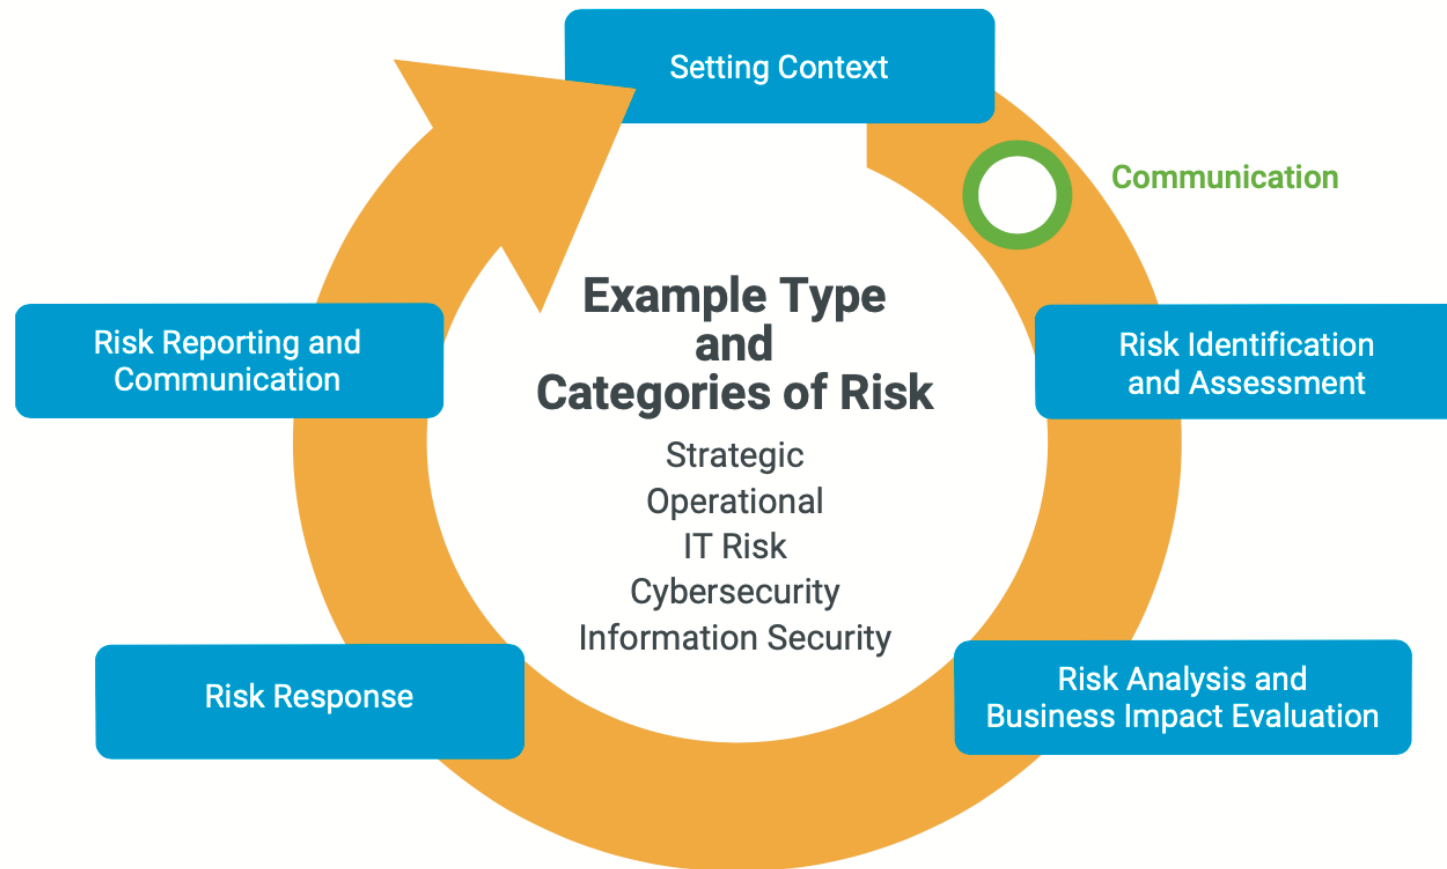 Setting Context
Communication
Example Type
and
Categories of Risk
Strategic
Operational
IT Risk
Cybersecurity
Information Security
Risk Identification
and Assessment
Risk Analysis and
Business Impact Evaluation
Risk Response
Risk Reporting and
Communication